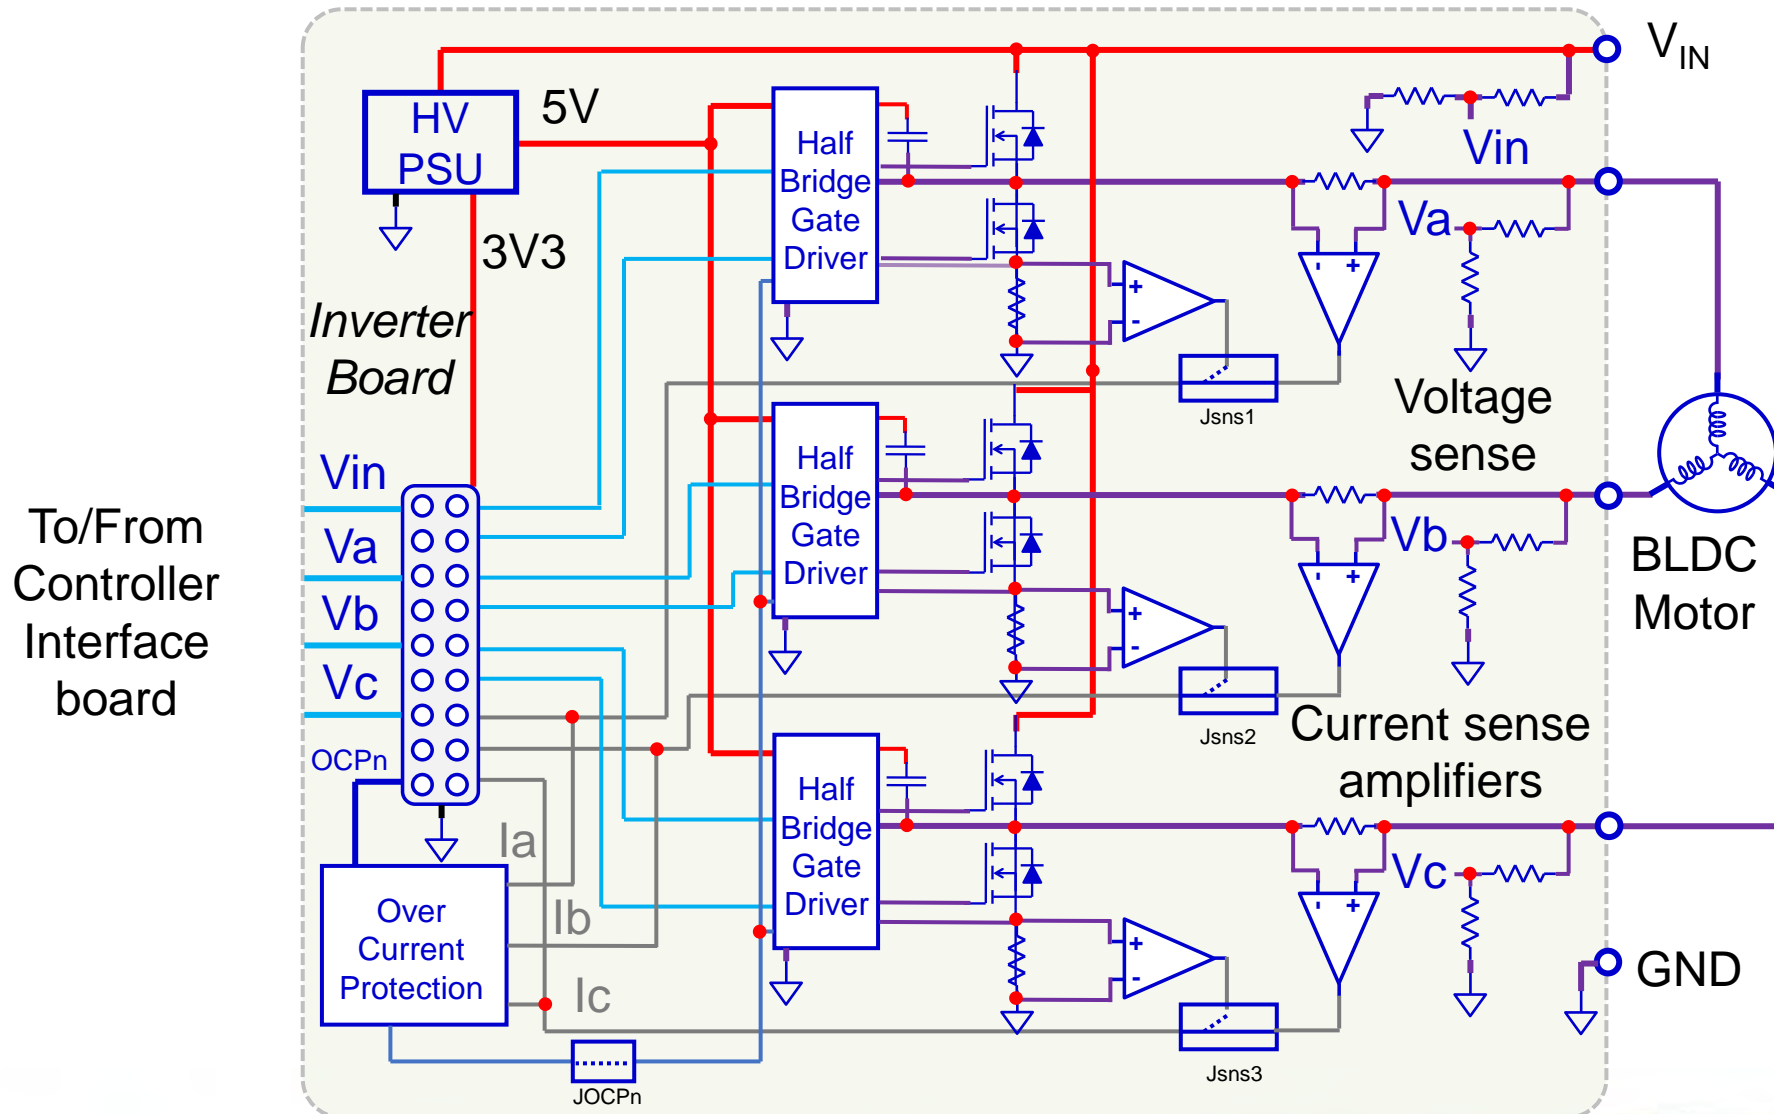 V_IN
HV
PSU
5V
3V3
Inverter
Board
Half
Bridge
Gate
Driver
+
-
-
+
Vin
Va
Jsns1
Voltage
sense
To/From
Controller
Interface
board
Vin
Va
Vb
Vc
OCPn
Half
Bridge
Gate
Driver
+
-
-
+
Vb
Jsns2
BLDC
Motor
Current sense
amplifiers
Half
Bridge
Gate
Driver
+
-
-
+
Vc
Jsns3
GND
Ia
Ib
Ic
Over
Current
Protection
JOCPn